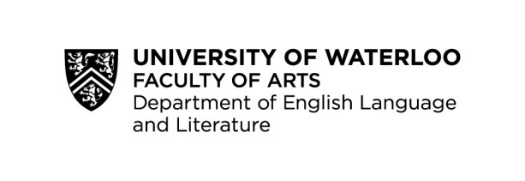 UNIVERSITY OF WATERLOO
FACULTY OF ARTS
Department of English Language
and Literature